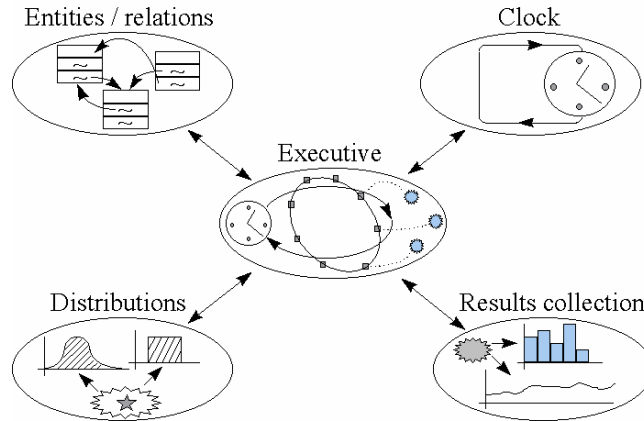 Entities / relations
Clock
Executive
Distributions
Results collection